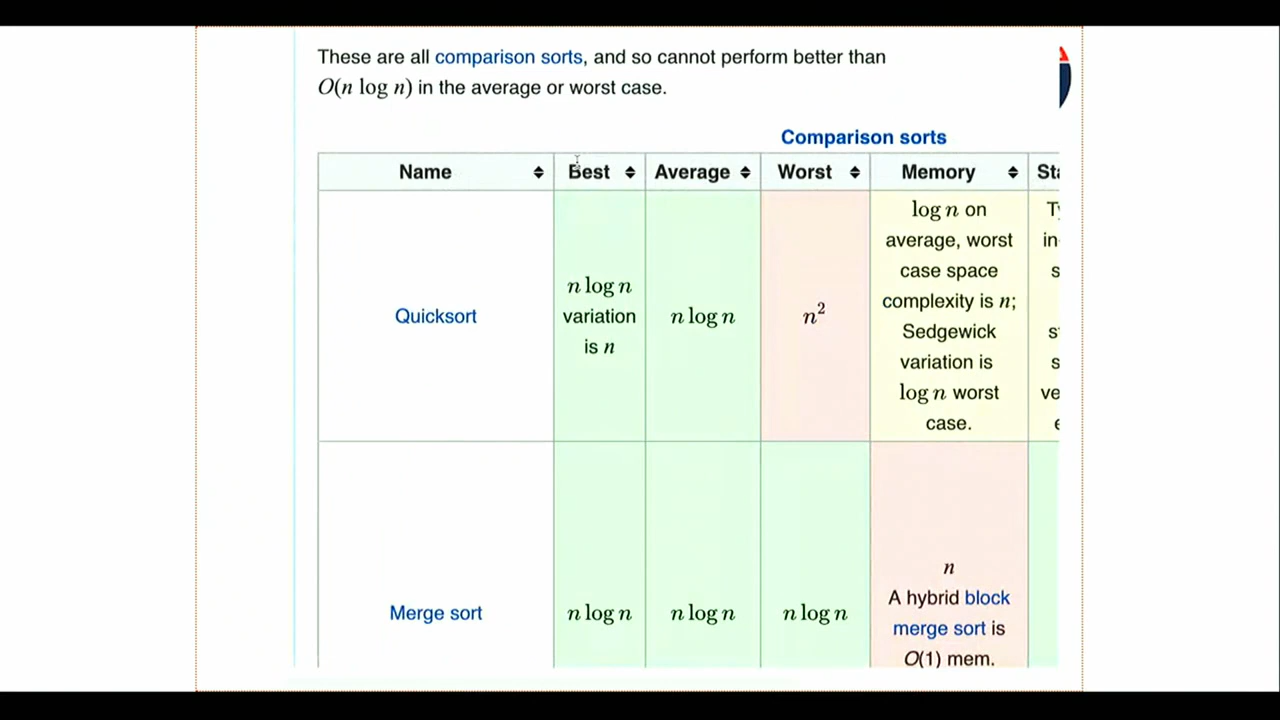 These are all comparison sorts, and so cannot perform better than
O(n log n) in the average or worst case.
Comparison sorts
Name Best Average Worst Memory
Quicksort
n log n
variation
is n
n log n
n²
log n on
average, worst
case space
complexity is n;
Sedgewick
variation is
log n worst
case.
Merge sort
n log n
n log n
n log n
n
A hybrid block
merge sort is
O(1) mem.